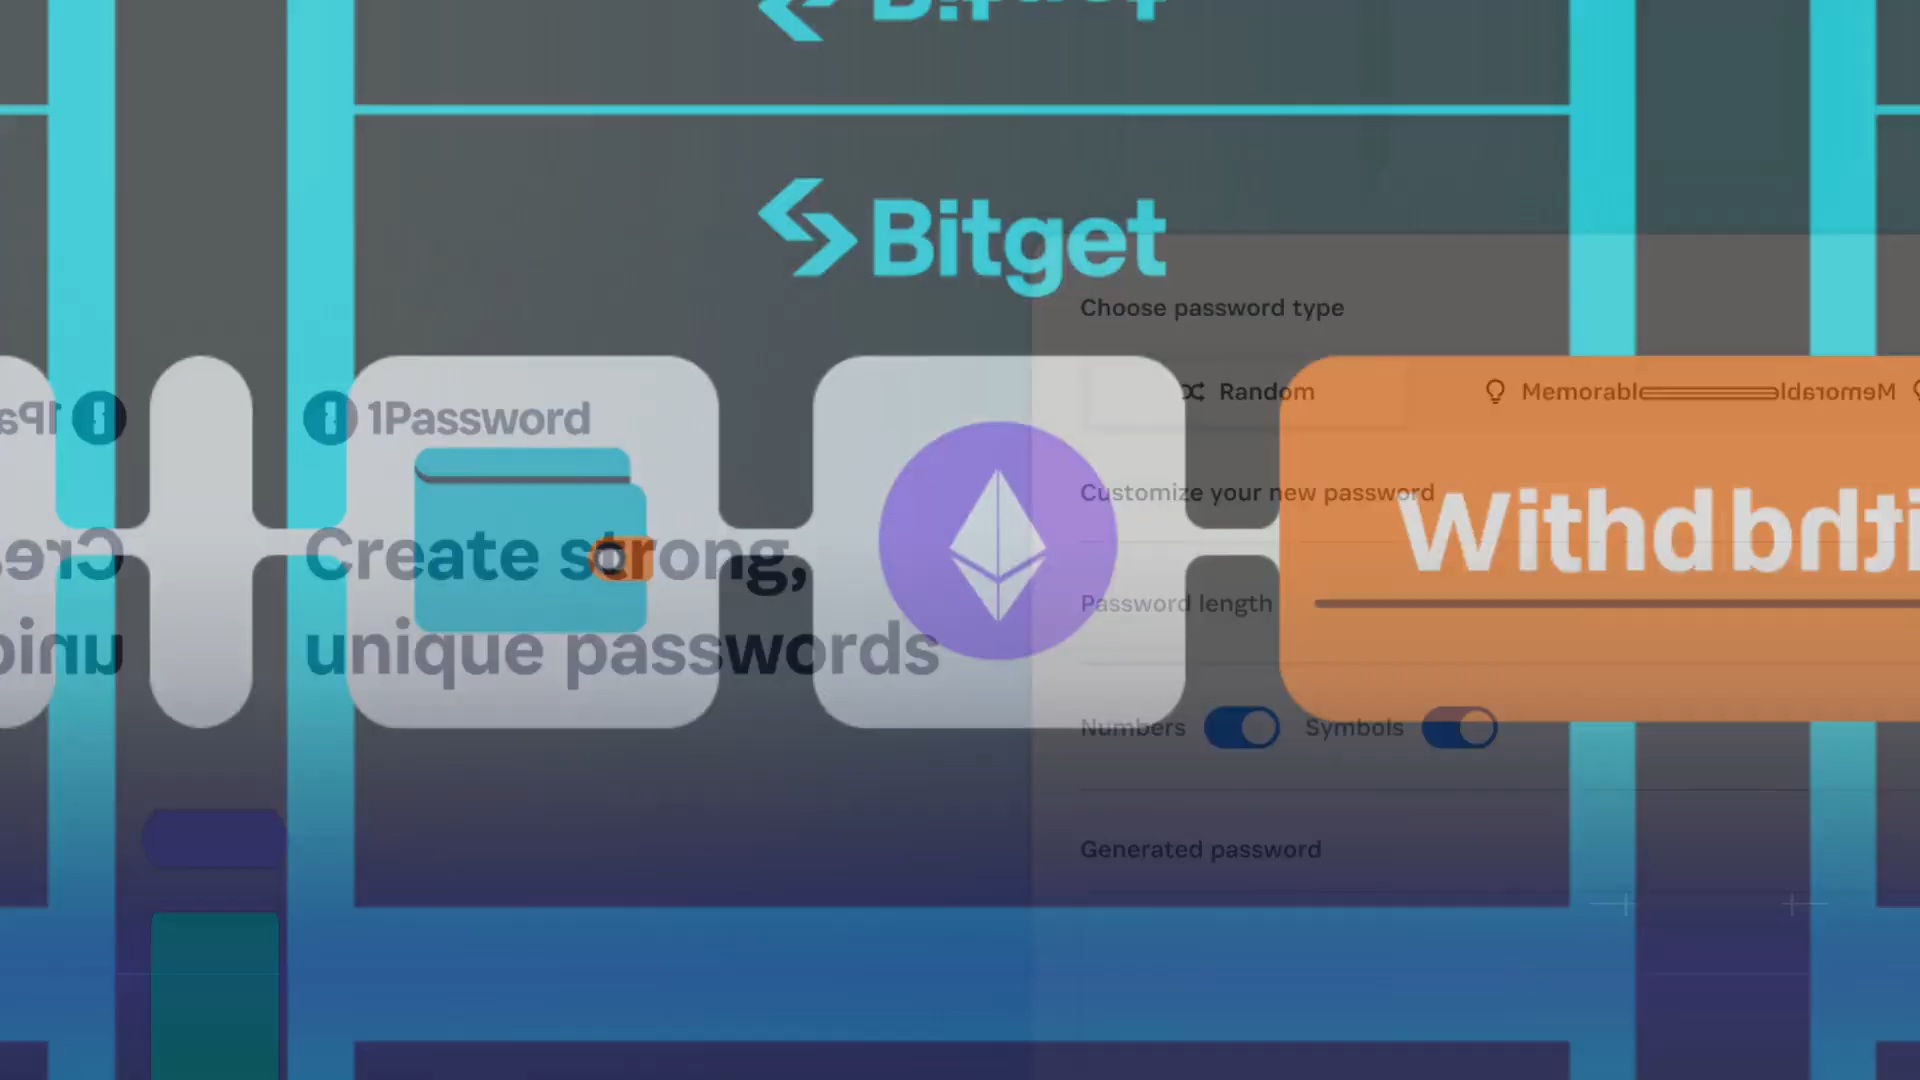 Bitget
Choose password type
Random
Memorable
1Password
Customize your new password
Withd
Create strong,
Password length
unique passwords
Numbers
Symbols
Generated password